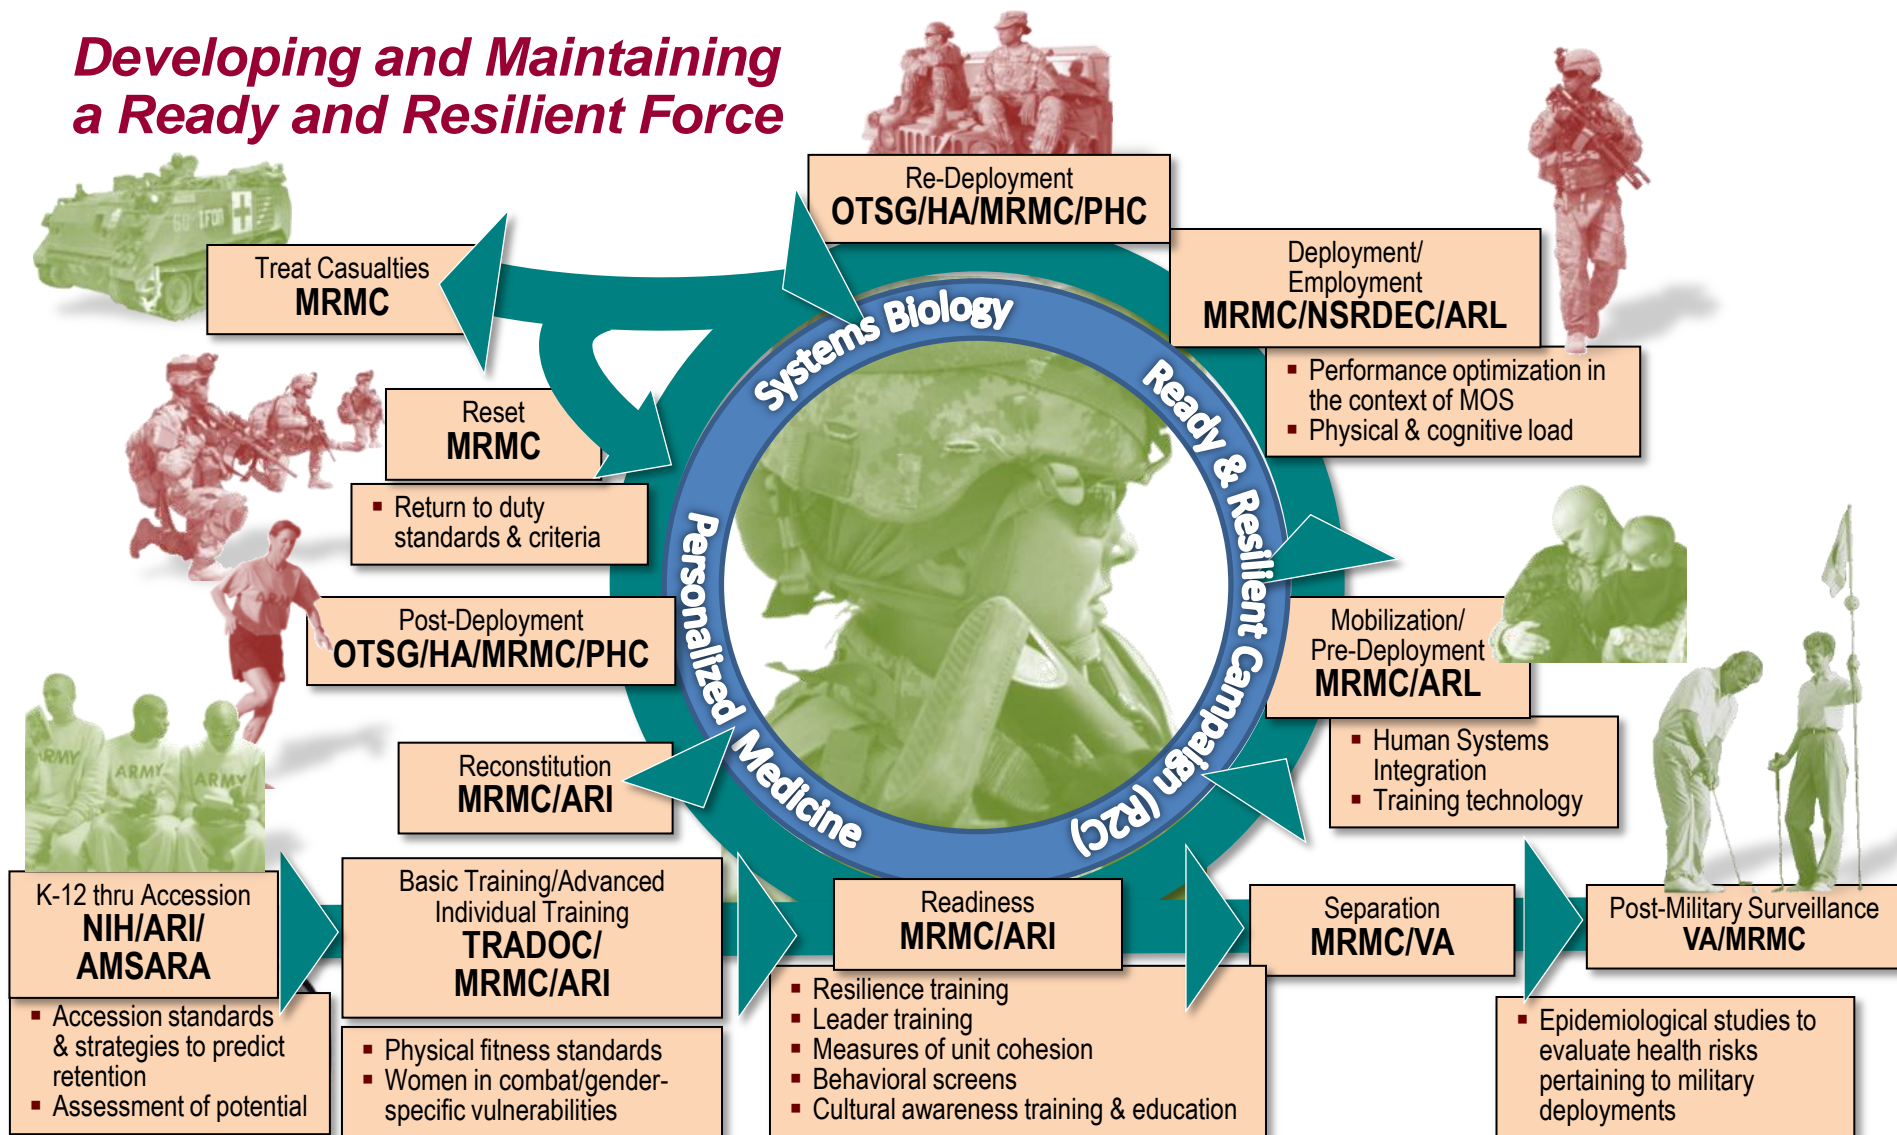 Developing and Maintaining
a Ready and Resilient Force
Re-Deployment
OTSG/HA/MRMC/PHC
Deployment/
Employment
MRMC/NSRDEC/ARL
▪ Performance optimization in
the context of MOS
▪ Physical & cognitive load
Treat Casualties
MRMC
Reset
MRMC
▪ Return to duty
standards & criteria
Post-Deployment
OTSG/HA/MRMC/PHC
Reconstitution
MRMC/ARI
Systems Biology
Ready & Resilient Campaign (R2C)
Personalized Medicine
Mobilization/
Pre-Deployment
MRMC/ARL
▪ Human Systems
Integration
▪ Training technology
ARMY
ARMY
ARMY
K-12 thru Accession
NIH/ARI/
AMSARA
▪ Accession standards
& strategies to predict
retention
▪ Assessment of potential
Basic Training/Advanced
Individual Training
TRADOC/
MRMC/ARI
▪ Physical fitness standards
▪ Women in combat/gender-
specific vulnerabilities
Readiness
MRMC/ARI
▪ Resilience training
▪ Leader training
▪ Measures of unit cohesion
▪ Behavioral screens
▪ Cultural awareness training & education
Separation
MRMC/VA
Post-Military Surveillance
VA/MRMC
▪ Epidemiological studies to
evaluate health risks
pertaining to military
deployments